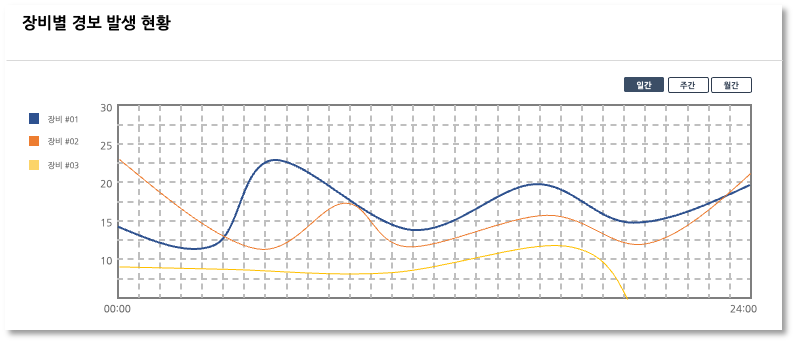 장비별 경보 발생 현황
일간 주간 월간
장비 #01
장비 #02
장비 #03
30
25
20
15
10
00:00 24:00